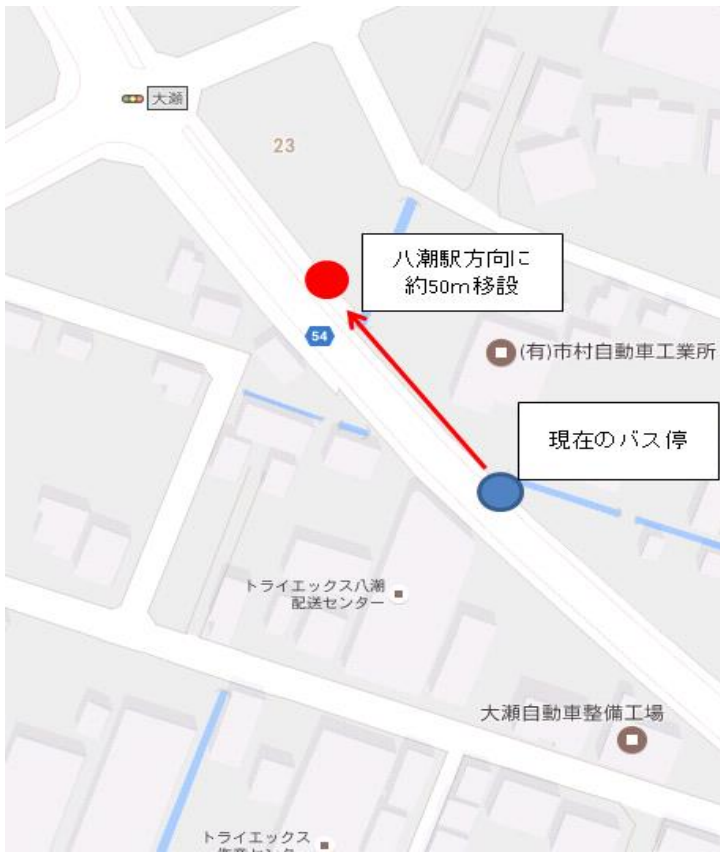 大瀬
23
八潮駅方向に
約50m移設
54
(有)市村自動車工業所
現在のバス停
トライエックス八潮
配送センター
大瀬自動車整備工場
トライエックス